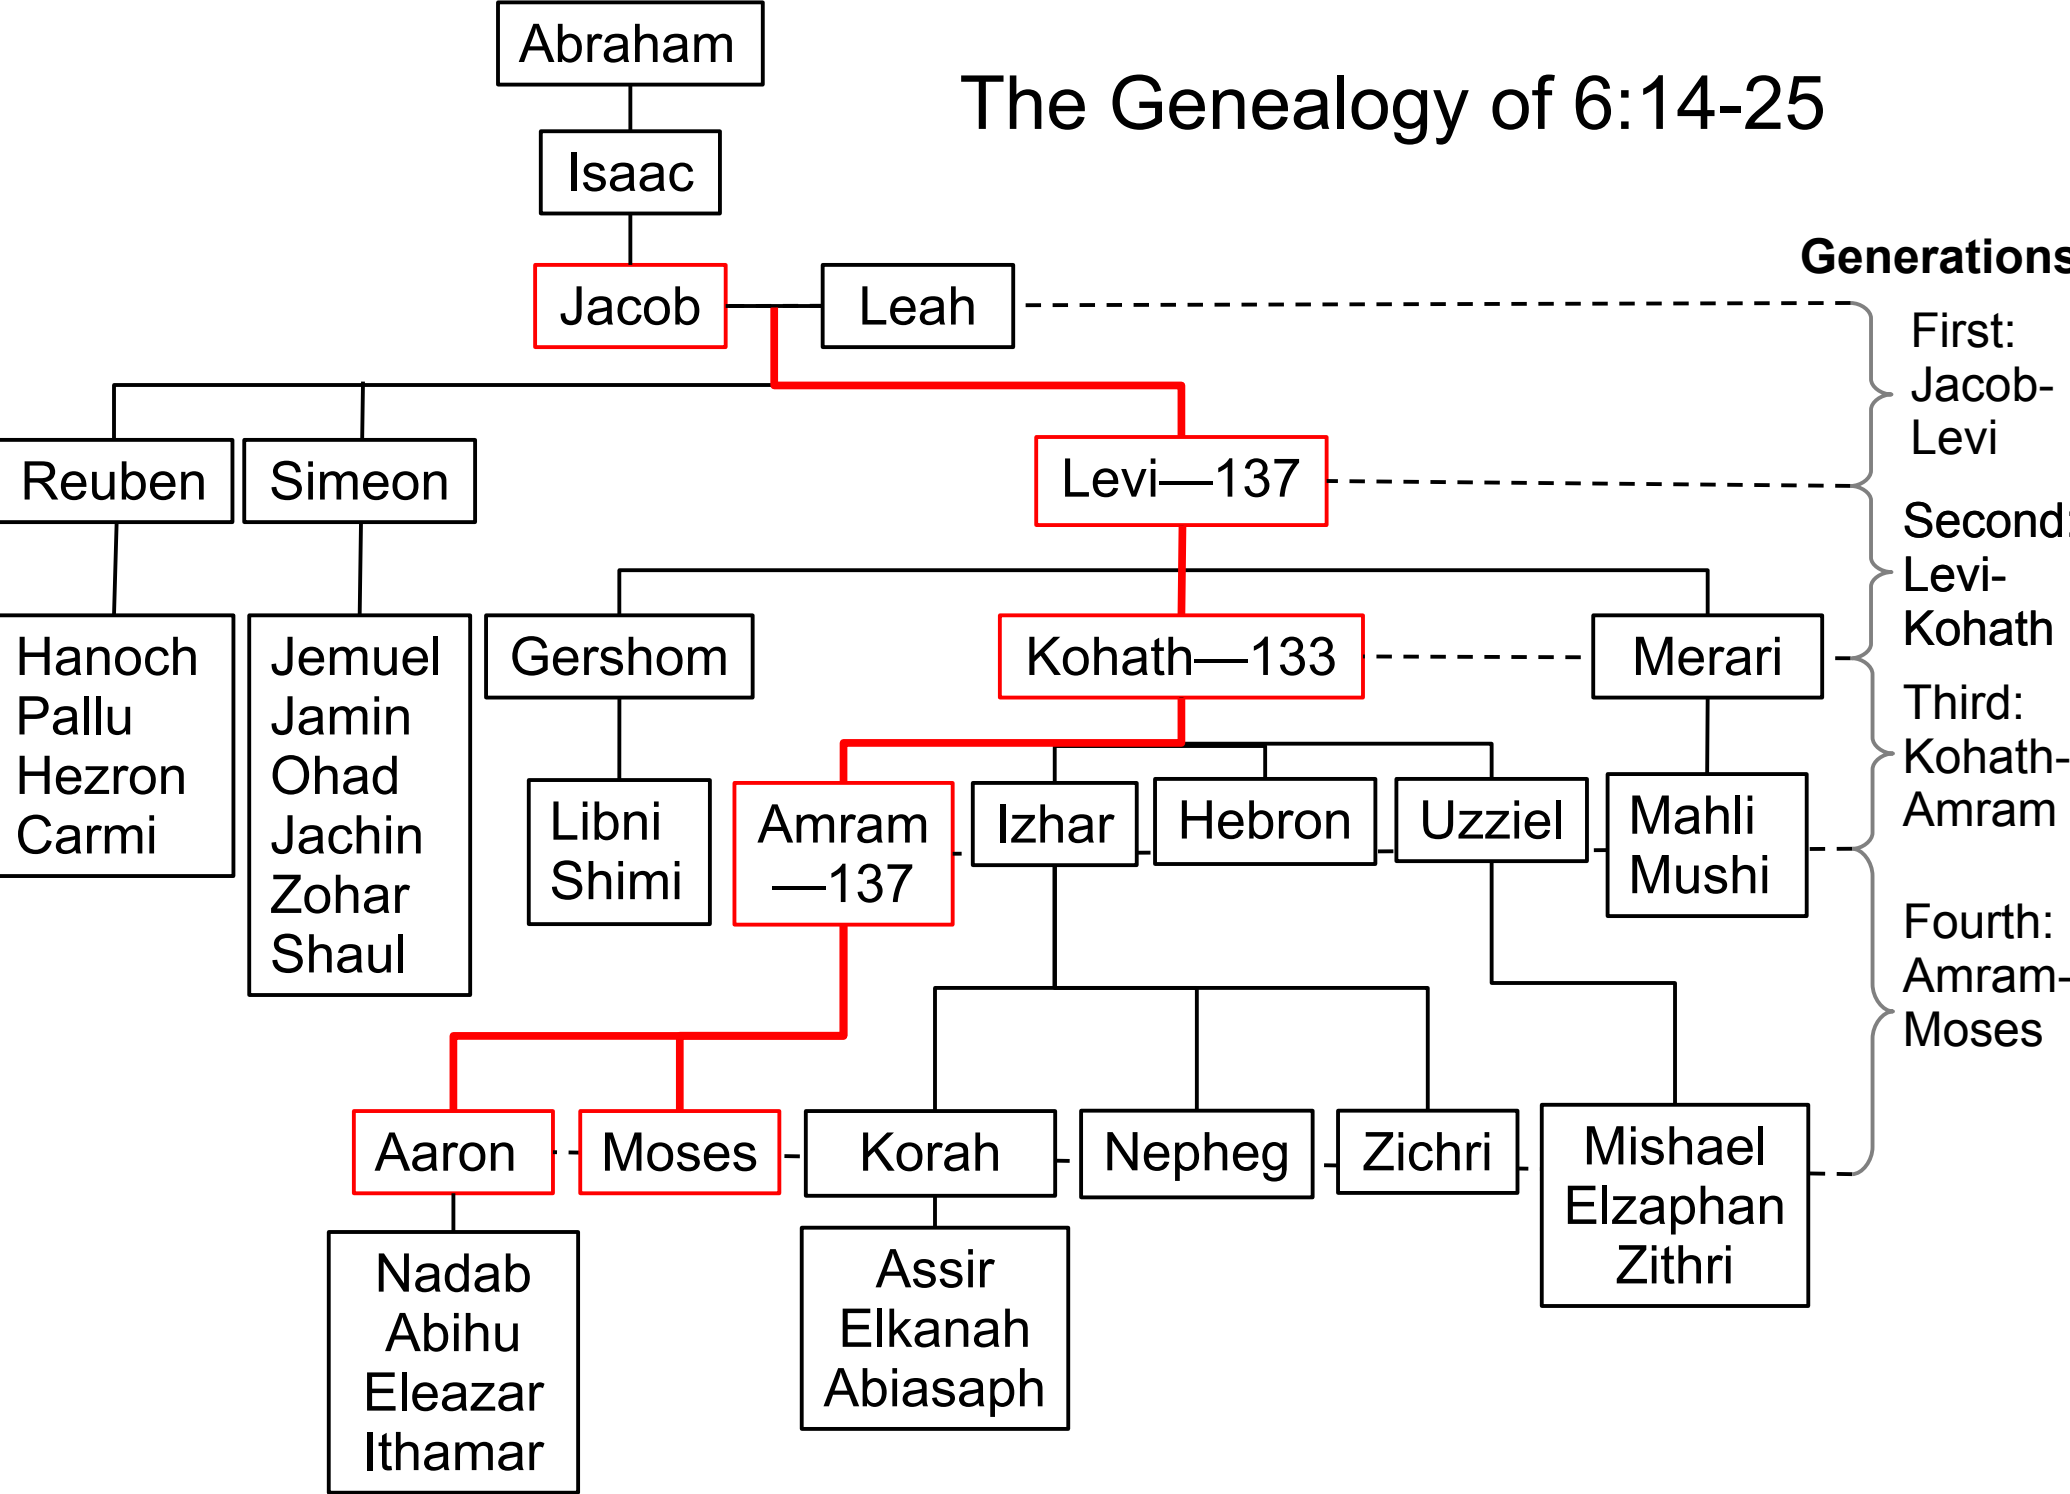 Abraham
The Genealogy of 6:14-25
Isaac
Generations
Jacob
Leah
First:
Jacob-
Levi
Reuben
Simeon
Levi—137
Second:
Levi-
Kohath
Hanoch
Pallu
Hezron
Carmi
Jemuel
Jamin
Ohad
Jachin
Zohar
Shaul
Gershom
Kohath—133
Merari
Third:
Kohath-
Amram
Libni
Shimi
Amram
—137
Izhar
Hebron
Uzziel
Mahli
Mushi
Fourth:
Amram-
Moses
Aaron
Moses
Korah
Nepheg
Zichri
Mishael
Elzaphan
Zithri
Nadab
Abihu
Eleazar
Ithamar
Assir
Elkanah
Abiasaph